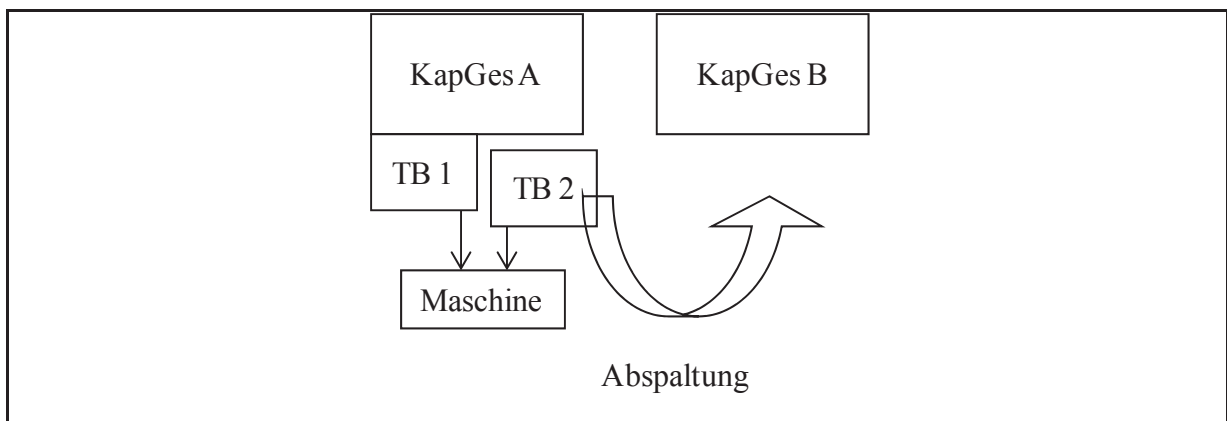 KapGes A
KapGes B
TB 1
TB 2
Maschine
Abspaltung